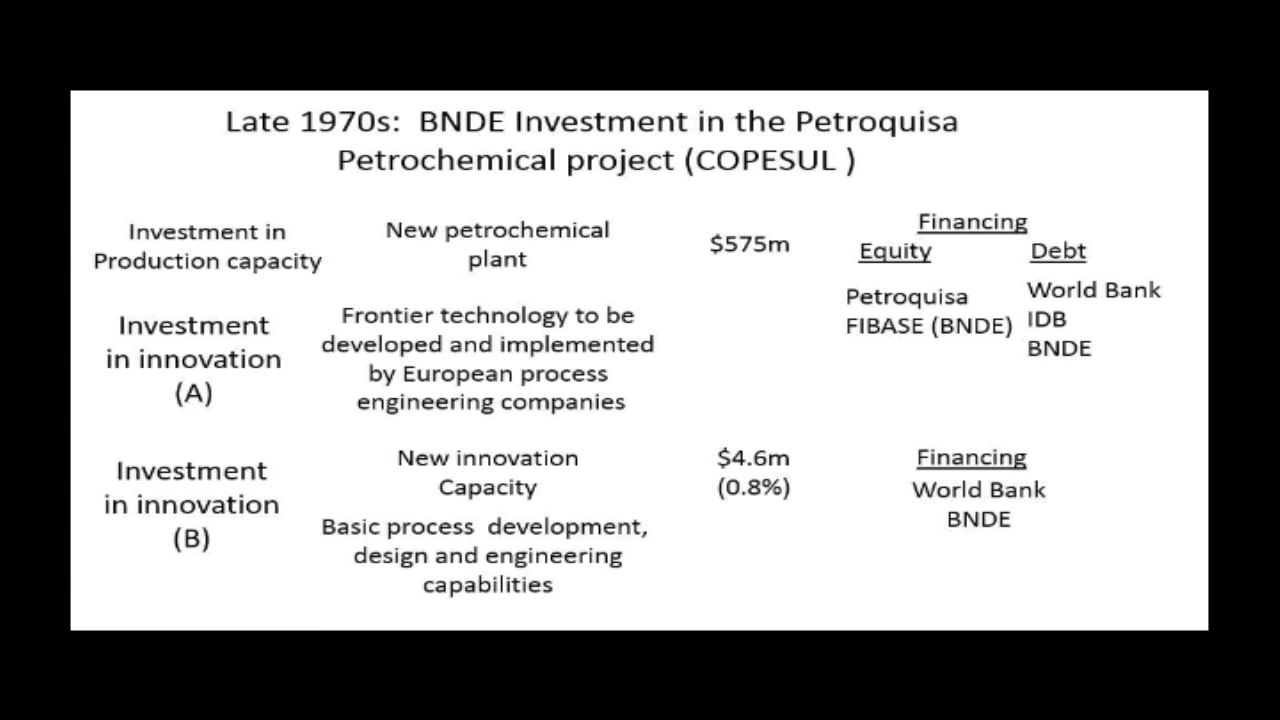 Late 1970s: BNDE Investment in the Petroquisa
Petrochemical project (COPESUL )
Investment in
Production capacity
New petrochemical
plant
$575m
Financing
Equity
Debt
Petroquisa
FIBASE (BNDE)
World Bank
IDB
BNDE
Investment
in innovation
(A)
Frontier technology to be
developed and implemented
by European process
engineering companies
Investment
in innovation
(B)
New innovation
Capacity
Basic process development,
design and engineering
capabilities
$4.6m
(0.8%)
Financing
World Bank
BNDE